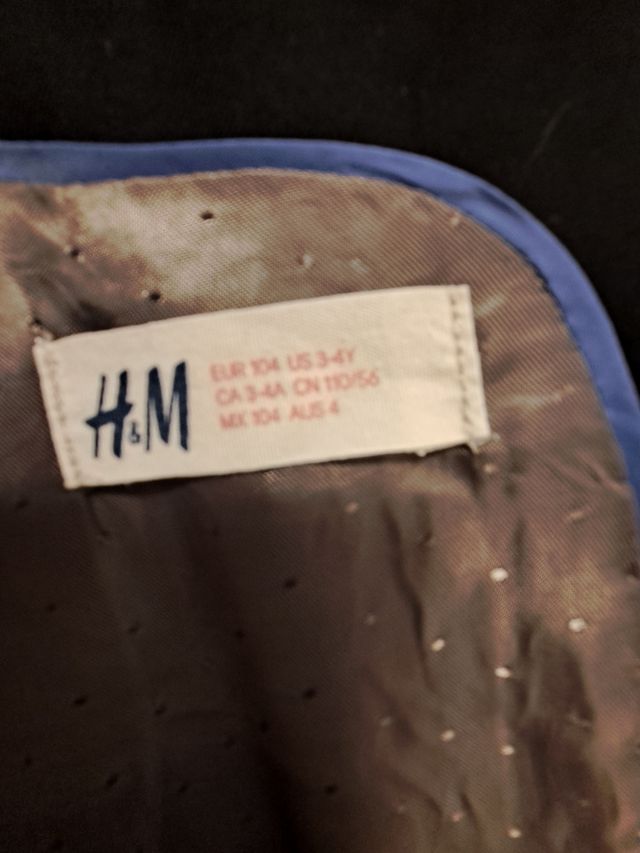 H&M
EUR 104 US 3-4Y
CA 3-4A CN 110/56
MX 104 AUS 4